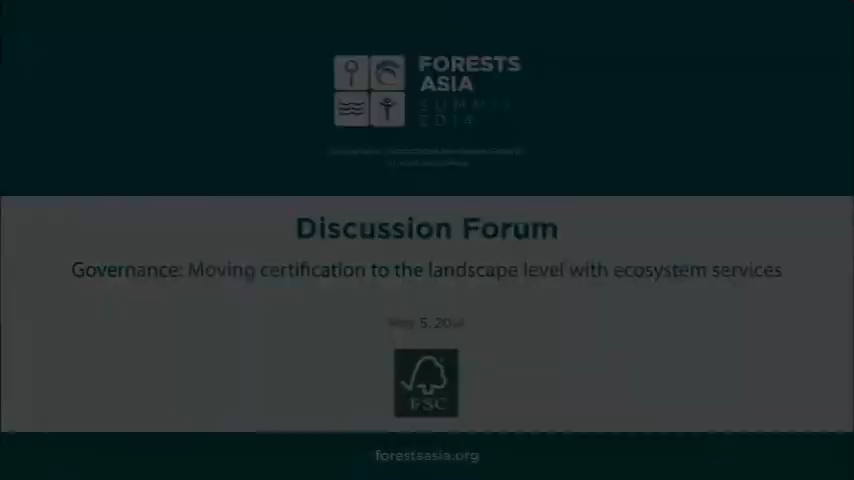 FORESTS
ASIA
SUMMIT
2014
Discussion Forum
Governance: Moving certification to the landscape level with ecosystem services
May 5, 2014
FSC
forestsasia.org